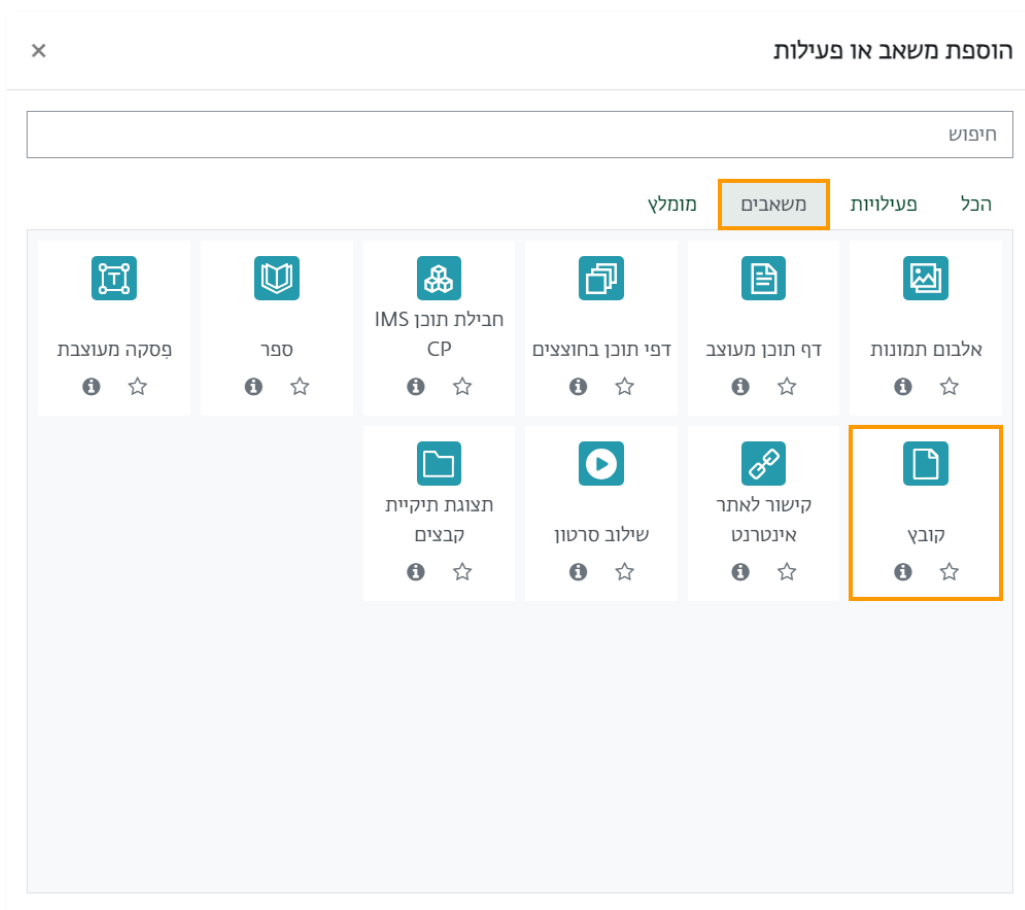 הוספת משאב או פעילות
חיפוש
הכל
פעילויות
משאבים
מומלץ
אלבום תמונות
דף תוכן מעוצב
דפי תוכן בחוצצים
חבילת תוכן IMS
CP
ספר
פִסקה מעוצבת
קובץ
קישור לאתר
אינטרנט
שילוב סרטון
תצוגת תיקיית
קבצים